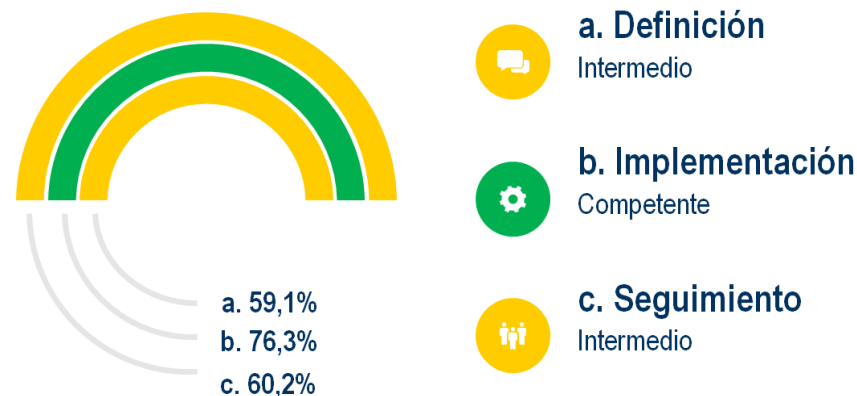 a. Definición
Intermedio
b. Implementación
Competente
c. Seguimiento
Intermedio
a. 59,1%
b. 76,3%
c. 60,2%